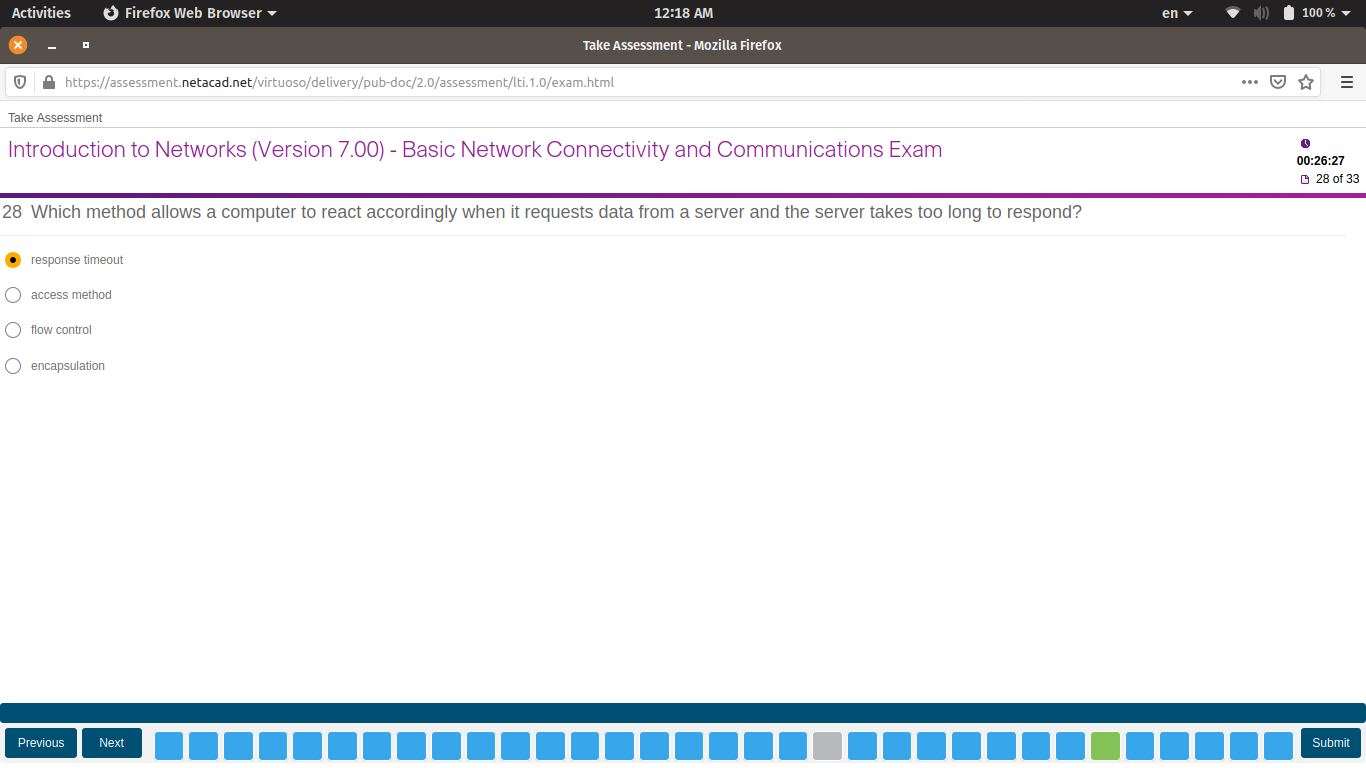 Activities Firefox Web Browser 12:18 AM en 100 %
Take Assessment - Mozilla Firefox
https://assessment.netacad.net/virtuoso/delivery/pub-doc/2.0/assessment/lti.1.0/exam.html
Take Assessment
Introduction to Networks (Version 7.00) - Basic Network Connectivity and Communications Exam
00:26:27
28 of 33
28 Which method allows a computer to react accordingly when it requests data from a server and the server takes too long to respond?
response timeout
access method
flow control
encapsulation
Previous Next Submit